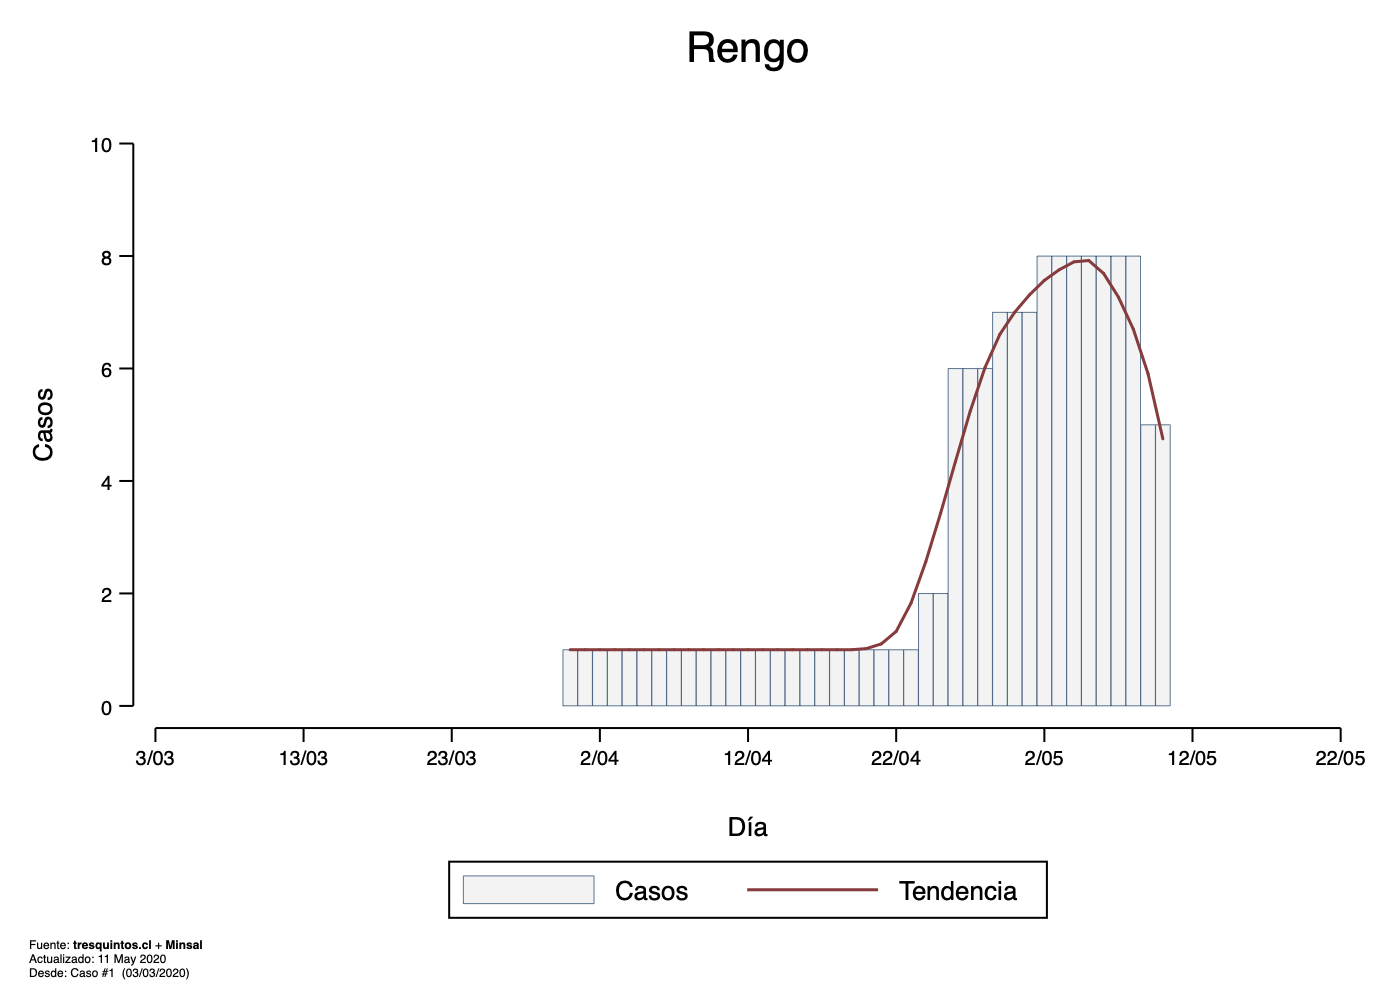 Rengo
Casos
10
8
6
4
2
0
3/03 13/03 23/03 2/04 12/04 22/04 2/05 12/05 22/05
Día
Casos Tendencia
Fuente: tresquintos.cl + Minsal
Actualizado: 11 May 2020
Desde: Caso #1 (03/03/2020)